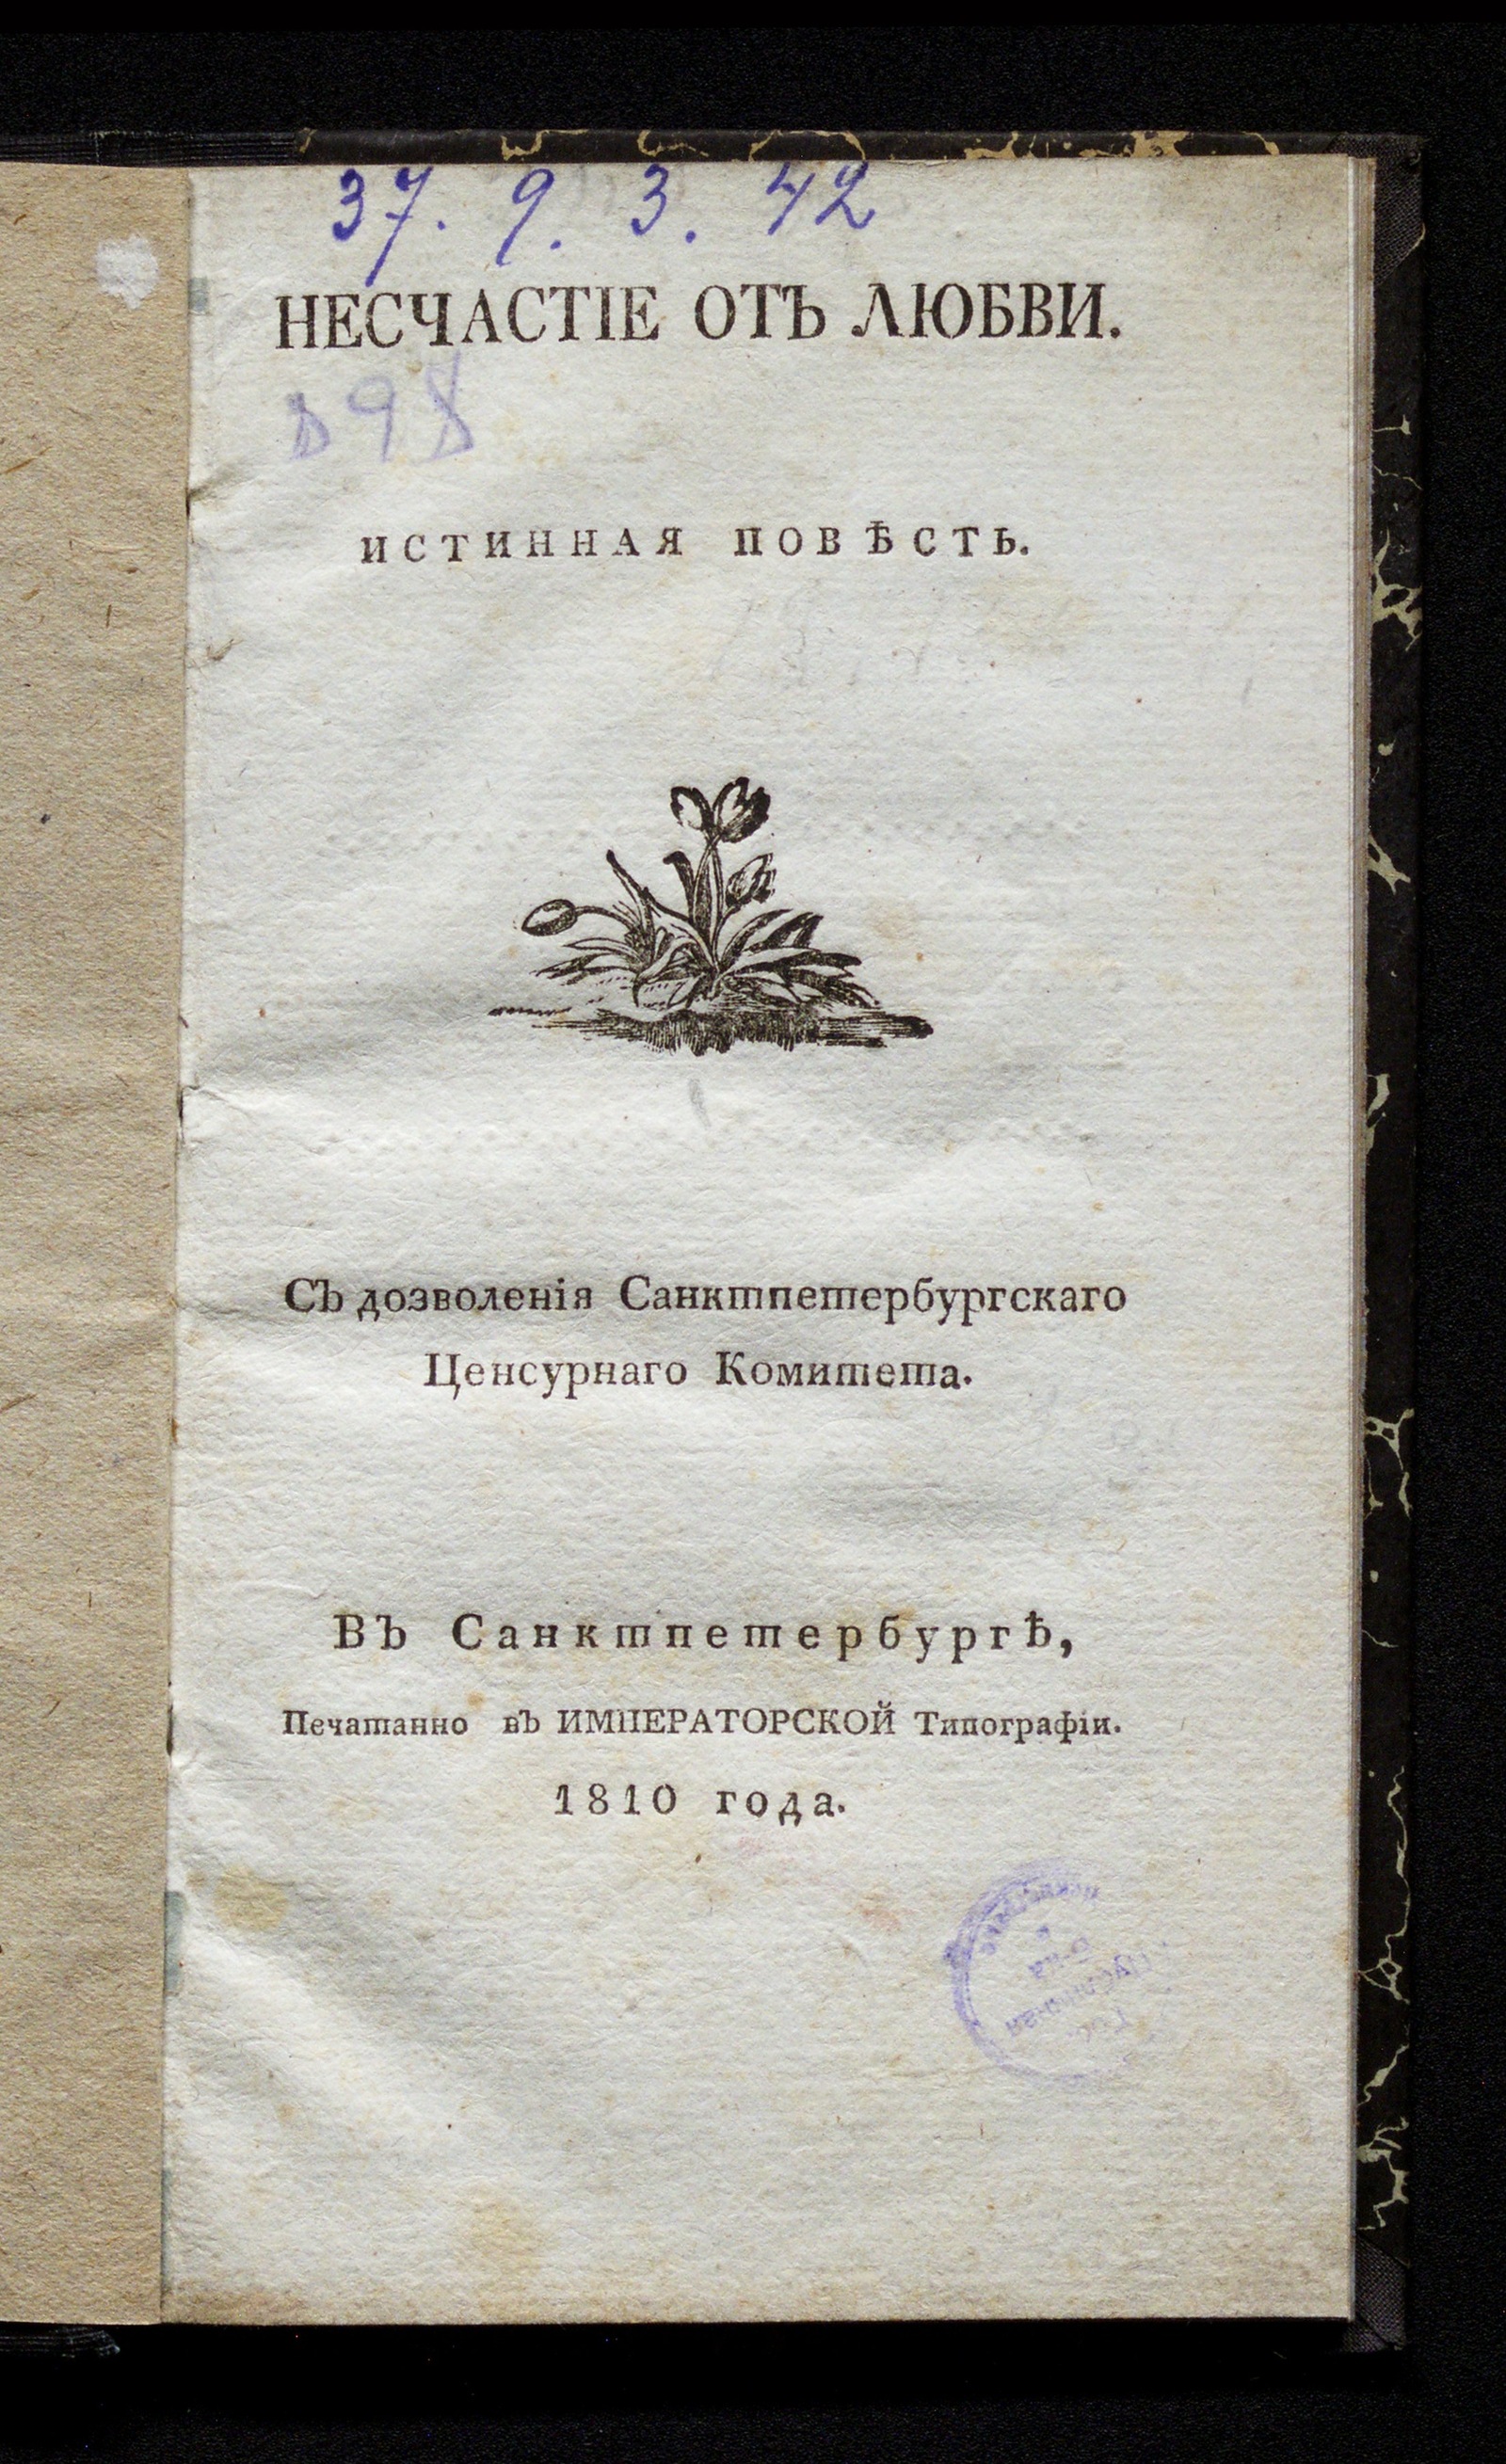 37. 9. 3. 42
НЕСЧАСТІЕ ОТЪ ЛЮБВИ.
898
ИСТИННАЯ ПОВѢСТЬ.
Съ дозволенія Санктпетербургскаго
Ценсурнаго Комитета.
Въ Санктпетербургѣ,
Печатанно въ ИМПЕРАТОРСКОЙ Типографіи.
1810 года.